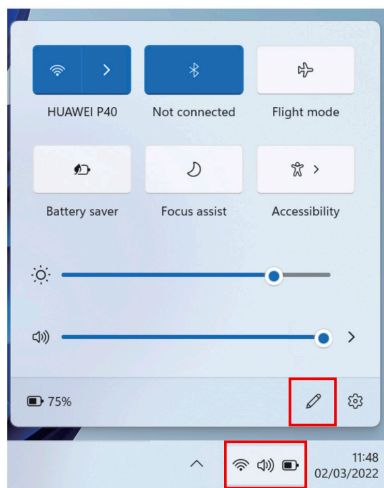 HUAWEI P40 Not connected Flight mode
Battery saver Focus assist Accessibility
75%
11:48
02/03/2022